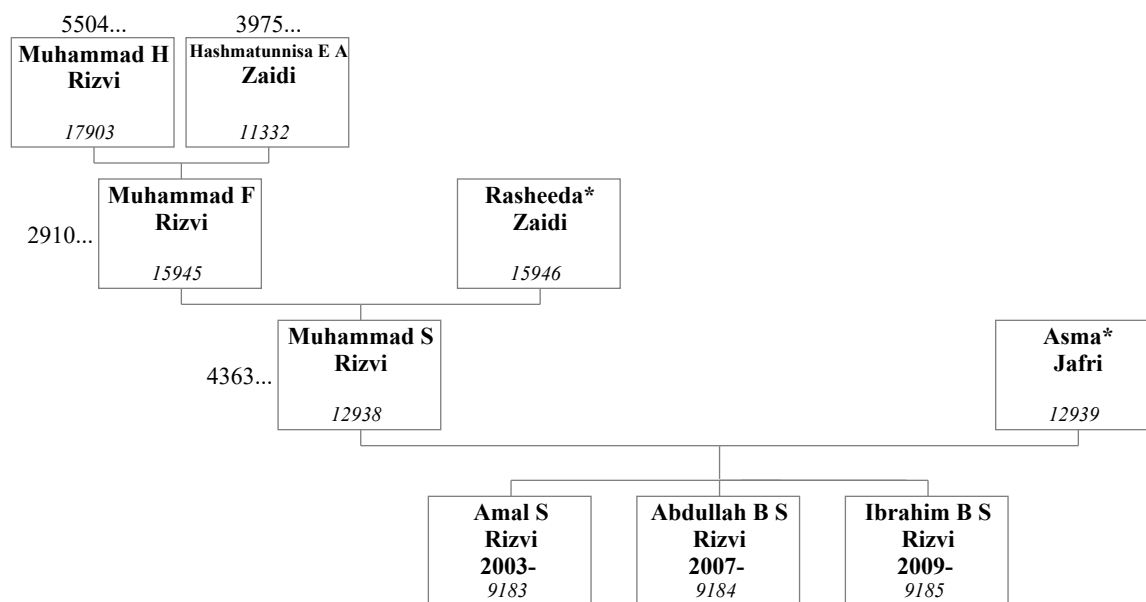 5504...
3975...
Muhammad H
Rizvi
17903
Hashmatunnisa E A
Zaidi
11332
2910...
Muhammad F
Rizvi
15945
Rasheeda*
Zaidi
15946
4363...
Muhammad S
Rizvi
12938
Asma*
Jafri
12939
Amal S
Rizvi
2003-
9183
Abdullah B S
Rizvi
2007-
9184
Ibrahim B S
Rizvi
2009-
9185